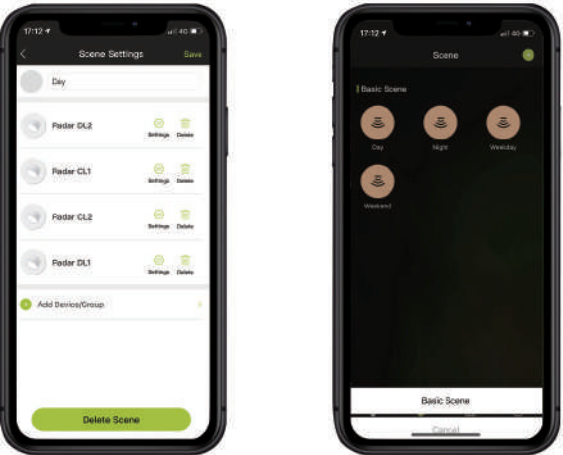 17:12
4G
Scene Settings
Save
Day
Radar DL2
Settings
Delete
Radar CL1
Settings
Delete
Radar CL2
Settings
Delete
Radar DL1
Settings
Delete
Add Device/Group
Delete Scene
17:12
4G
Scene
Basic Scene
Day
Night
Weekday
Weekend
Basic Scene
Cancel